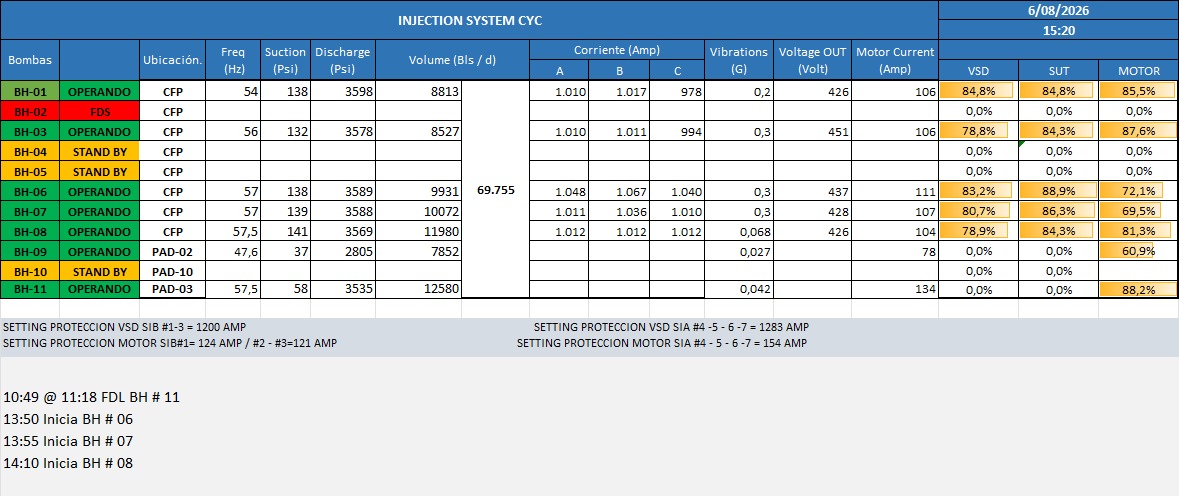 INJECTION SYSTEM CYC 6/08/2026
15:20
Bombas Ubicación. Freq (Hz) Suction (Psi) Discharge (Psi) Volume (Bls / d) Corriente (Amp) Vibrations (G) Voltage OUT (Volt) Motor Current (Amp)
A B C VSD SUT MOTOR
BH-01 OPERANDO CFP 54 138 3598 8813 1.010 1.017 978 0,2 426 106 84,8% 84,8% 85,5%
BH-02 FDS CFP 0,0% 0,0% 0,0%
BH-03 OPERANDO CFP 56 132 3578 8527 1.010 1.011 994 0,3 451 106 78,8% 84,3% 87,6%
BH-04 STAND BY CFP 0,0% 0,0% 0,0%
BH-05 STAND BY CFP 0,0% 0,0% 0,0%
BH-06 OPERANDO CFP 57 138 3589 9931 69.755 1.048 1.067 1.040 0,3 437 111 83,2% 88,9% 72,1%
BH-07 OPERANDO CFP 57 139 3588 10072 1.011 1.036 1.010 0,3 428 107 80,7% 86,3% 69,5%
BH-08 OPERANDO CFP 57,5 141 3569 11980 1.012 1.012 1.012 0,068 426 104 78,9% 84,3% 81,3%
BH-09 OPERANDO PAD-02 47,6 37 2805 7852 0,027 78 0,0% 0,0% 60,9%
BH-10 STAND BY PAD-10 0,0% 0,0%
BH-11 OPERANDO PAD-03 57,5 58 3535 12580 0,042 134 0,0% 0,0% 88,2%
SETTING PROTECCION VSD SIB #1-3 = 1200 AMP SETTING PROTECCION VSD SIA #4 -5 - 6 -7 = 1283 AMP
SETTING PROTECCION MOTOR SIB#1= 124 AMP / #2 - #3=121 AMP SETTING PROTECCION MOTOR SIA #4 - 5 - 6 -7 = 154 AMP
10:49 @ 11:18 FDL BH # 11
13:50 Inicia BH # 06
13:55 Inicia BH # 07
14:10 Inicia BH # 08